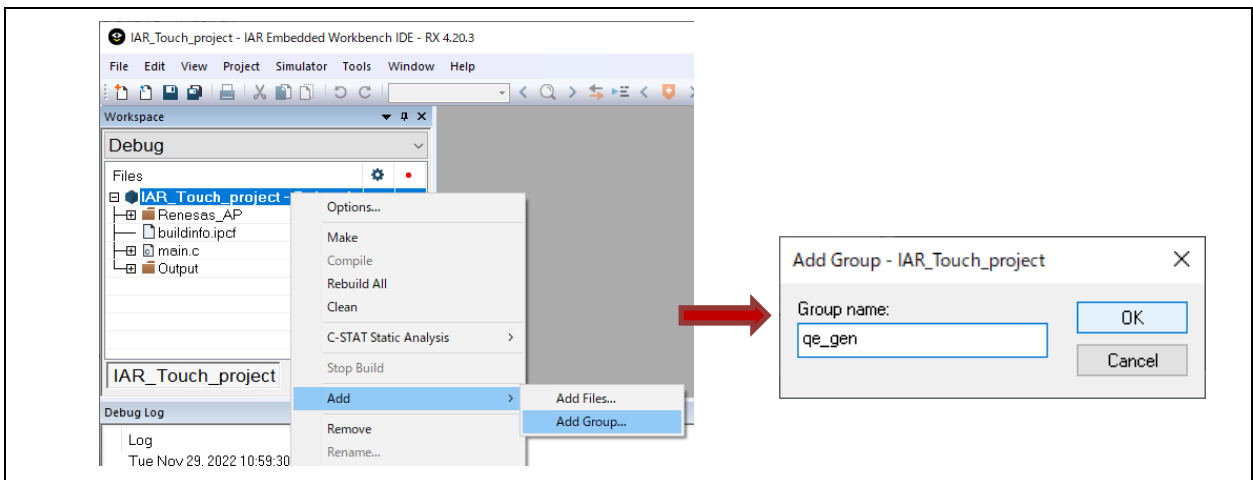 IAR_Touch_project - IAR Embedded Workbench IDE - RX 4.20.3
File Edit View Project Simulator Tools Window Help
Workspace
Debug
Files
IAR_Touch_project -
Renesas_AP
buildinfo.ipcf
main.c
Output
IAR_Touch_project
Debug Log
Log
Tue Nov 29, 2022 10:59:30
Options...
Make
Compile
Rebuild All
Clean
C-STAT Static Analysis
Stop Build
Add
Remove
Rename...
Add Files...
Add Group...
Add Group - IAR_Touch_project
Group name:
qe_gen
OK
Cancel